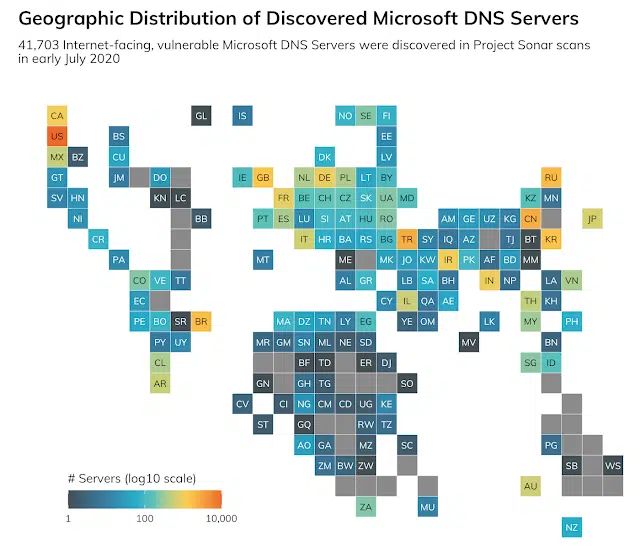 Geographic Distribution of Discovered Microsoft DNS Servers
41,703 Internet-facing, vulnerable Microsoft DNS Servers were discovered in Project Sonar scans
in early July 2020
CA GL IS NO SE FI
US BS EE
MX BZ CU DK LV
GT JM DO IE GB NL DE PL LT BY RU
SV HN KN LC FR BE CH CZ SK UA MD KZ MN
NI BB PT ES LU SI AT HU RO AM GE UZ KG CN JP
CR IT HR BA RS BG TR SY IQ AZ TJ BT KR
PA MT ME MK JO KW IR PK AF BD MM
CO VE TT AL GR LB SA BH IN NP LA VN
EC CY IL QA AE TH KH
PE BO SR BR MA DZ TN LY EG YE OM LK MY PH
PY UY MR GM SN ML NE SD MV BN
CL BF TD ER DJ SG ID
AR GN GH TG SO
CV CI NG CM CD UG KE
ST GQ RW TZ
AO GA MZ SC PG
ZM BW ZW SB WS
# Servers (log10 scale)
AU
ZA MU
1 100 10,000
NZ